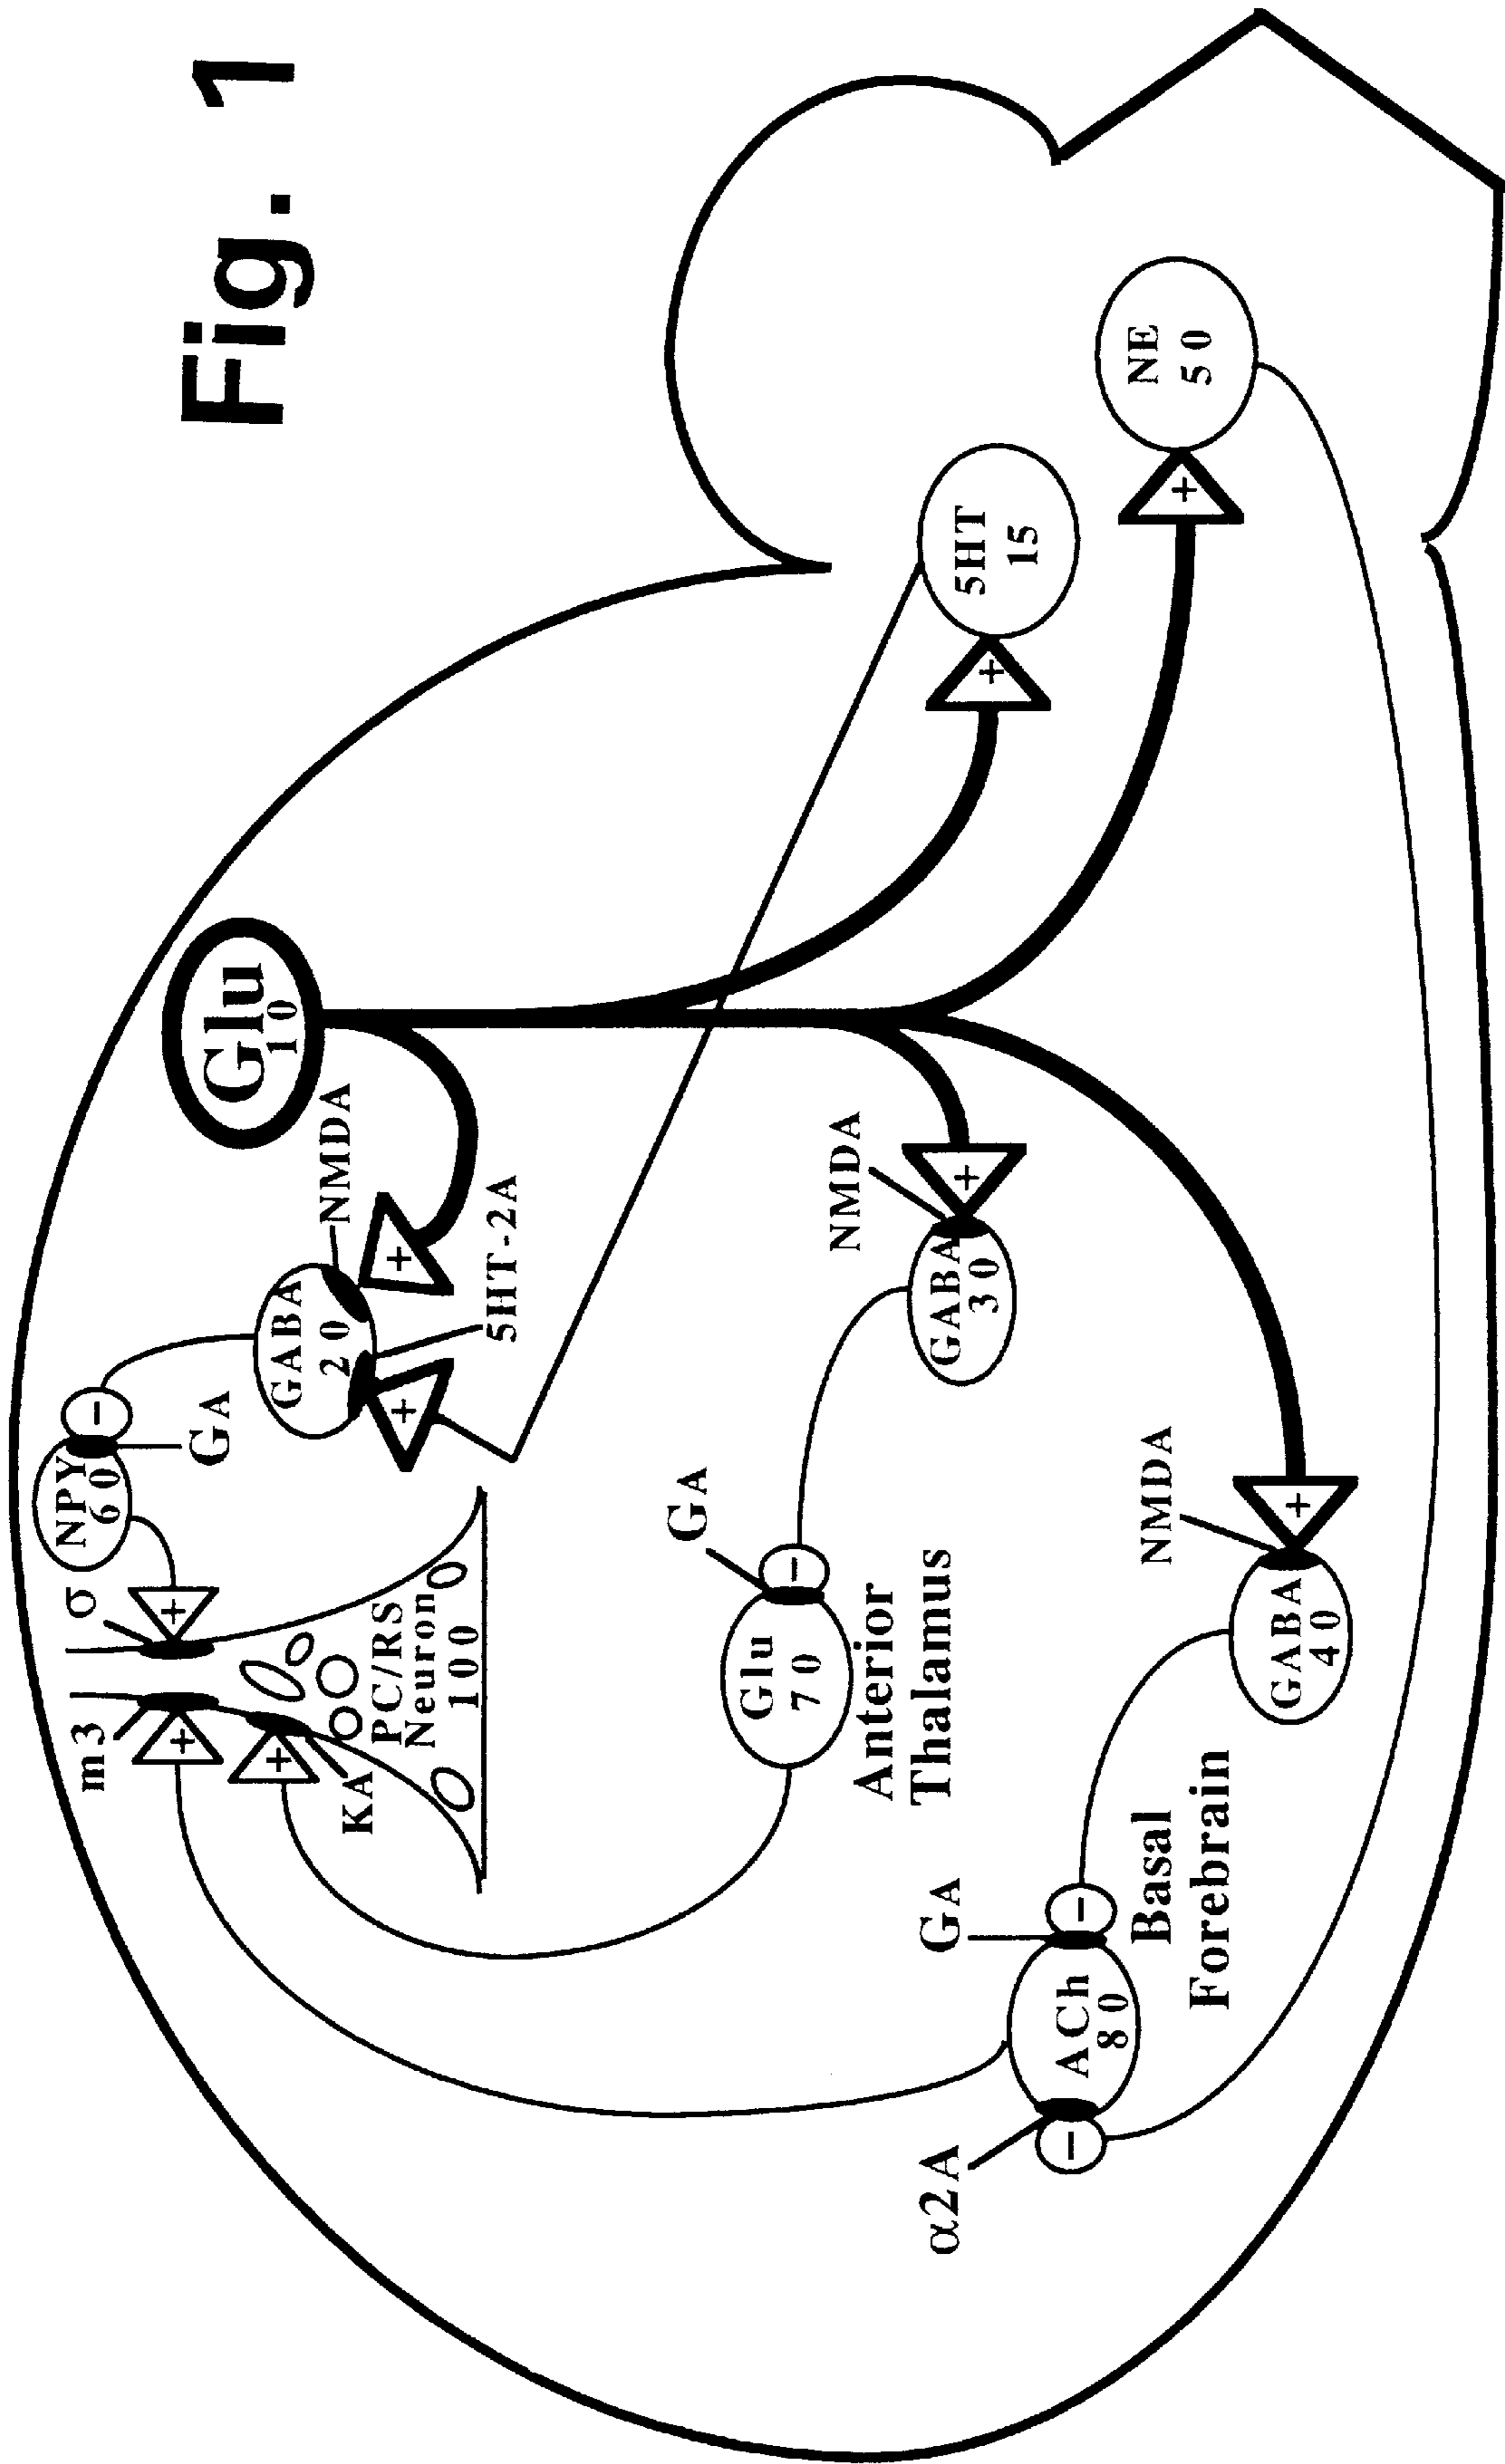 Fig. 1
m3
σ
NPY
60
GA
KA
PC/RS
Neuron
100
GABA
20
NMDA
5HT-2A
Glu
10
GA
Glu
70
Anterior
Thalamus
NMDA
GABA
30
5HT
15
NE
50
α2A
GA
ACh
80
Basal
Forebrain
NMDA
GABA
40
+
+
+
+
+
+
+
+
+
−
−
−
−